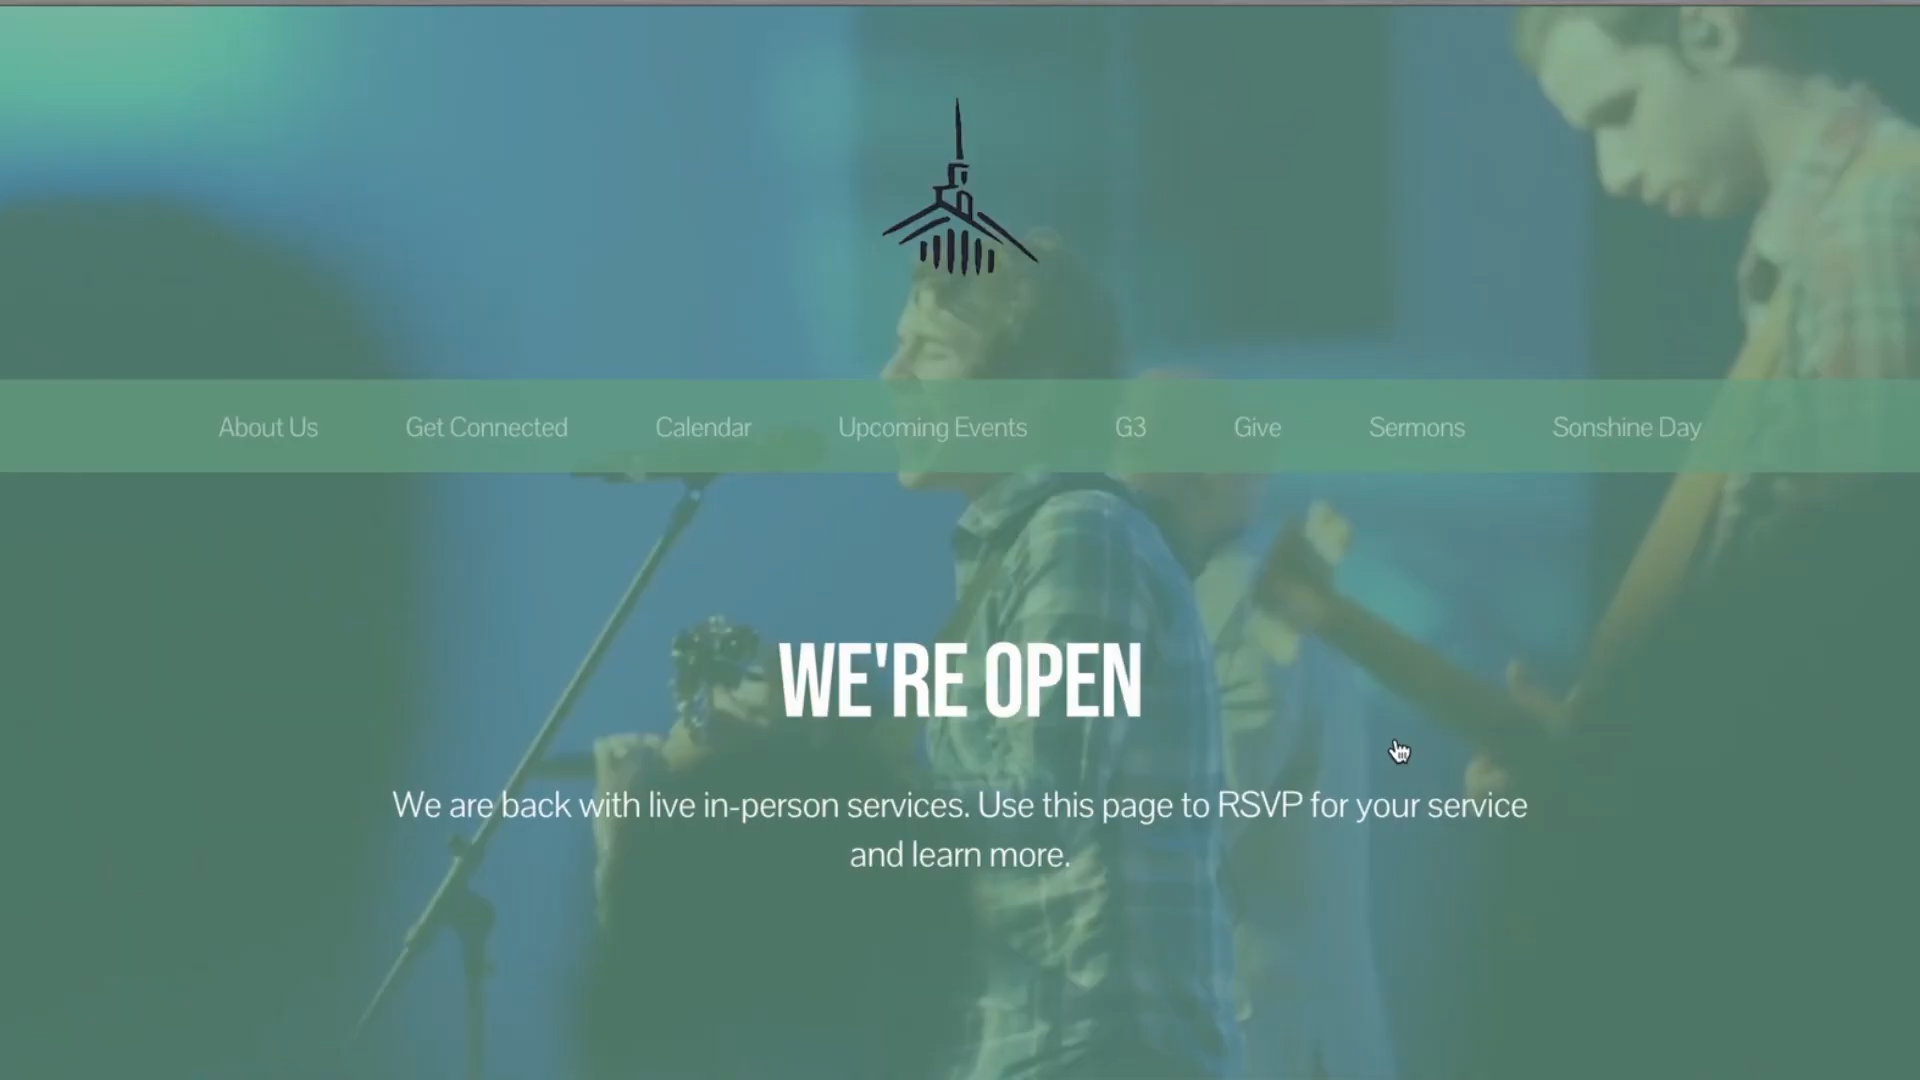 About Us Get Connected Calendar Upcoming Events G3 Give Sermons Sonshine Day
WE'RE OPEN
We are back with live in-person services. Use this page to RSVP for your service
and learn more.